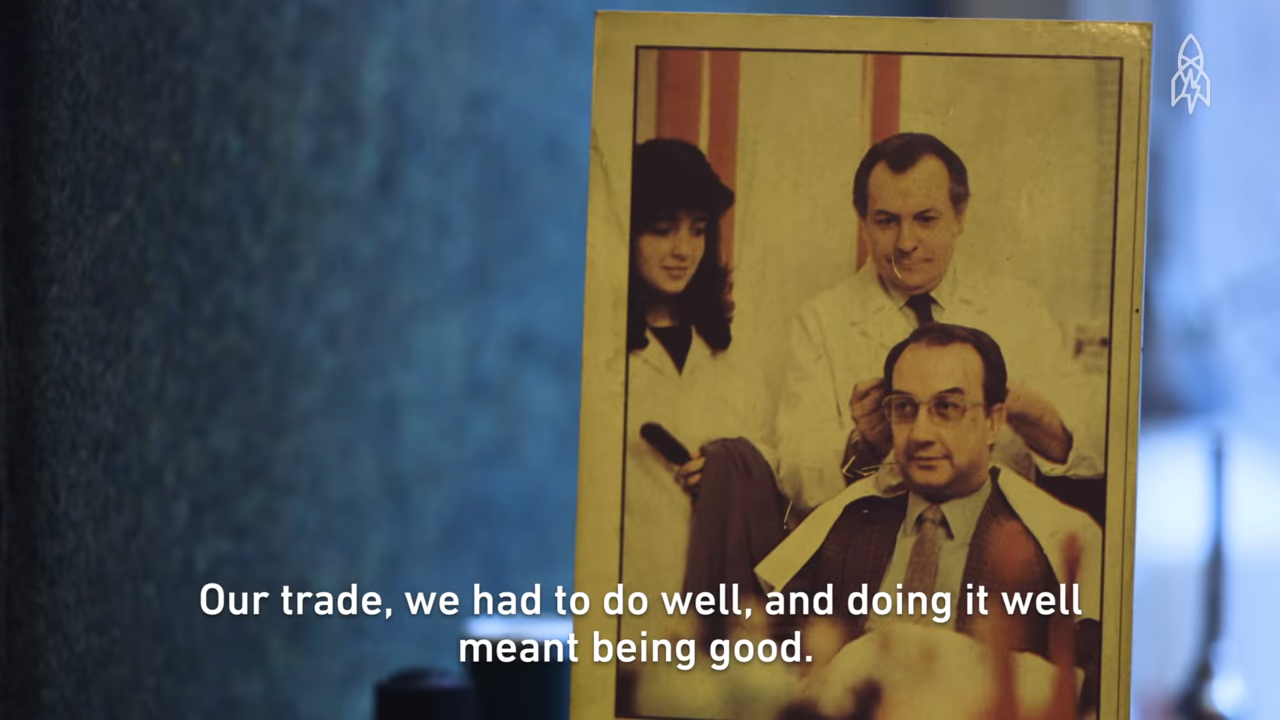 Our trade, we had to do well, and doing it well
meant being good.